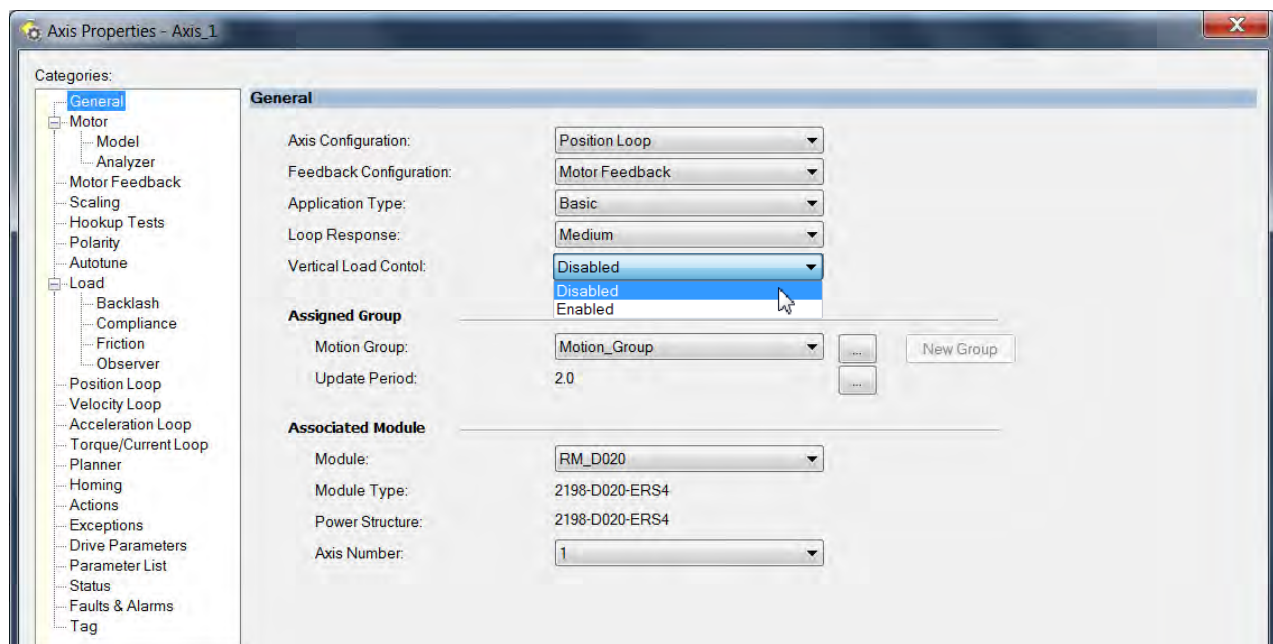 Axis Properties - Axis_1
X
Categories:
General
Motor
Model
Analyzer
Motor Feedback
Scaling
Hookup Tests
Polarity
Autotune
Load
Backlash
Compliance
Friction
Observer
Position Loop
Velocity Loop
Acceleration Loop
Torque/Current Loop
Planner
Homing
Actions
Exceptions
Drive Parameters
Parameter List
Status
Faults & Alarms
Tag
General
Axis Configuration: Position Loop
Feedback Configuration: Motor Feedback
Application Type: Basic
Loop Response: Medium
Vertical Load Contol: Disabled
Disabled
Enabled
Assigned Group
Motion Group: Motion_Group ... New Group
Update Period: 2.0 ...
Associated Module
Module: RM_D020
Module Type: 2198-D020-ERS4
Power Structure: 2198-D020-ERS4
Axis Number: 1